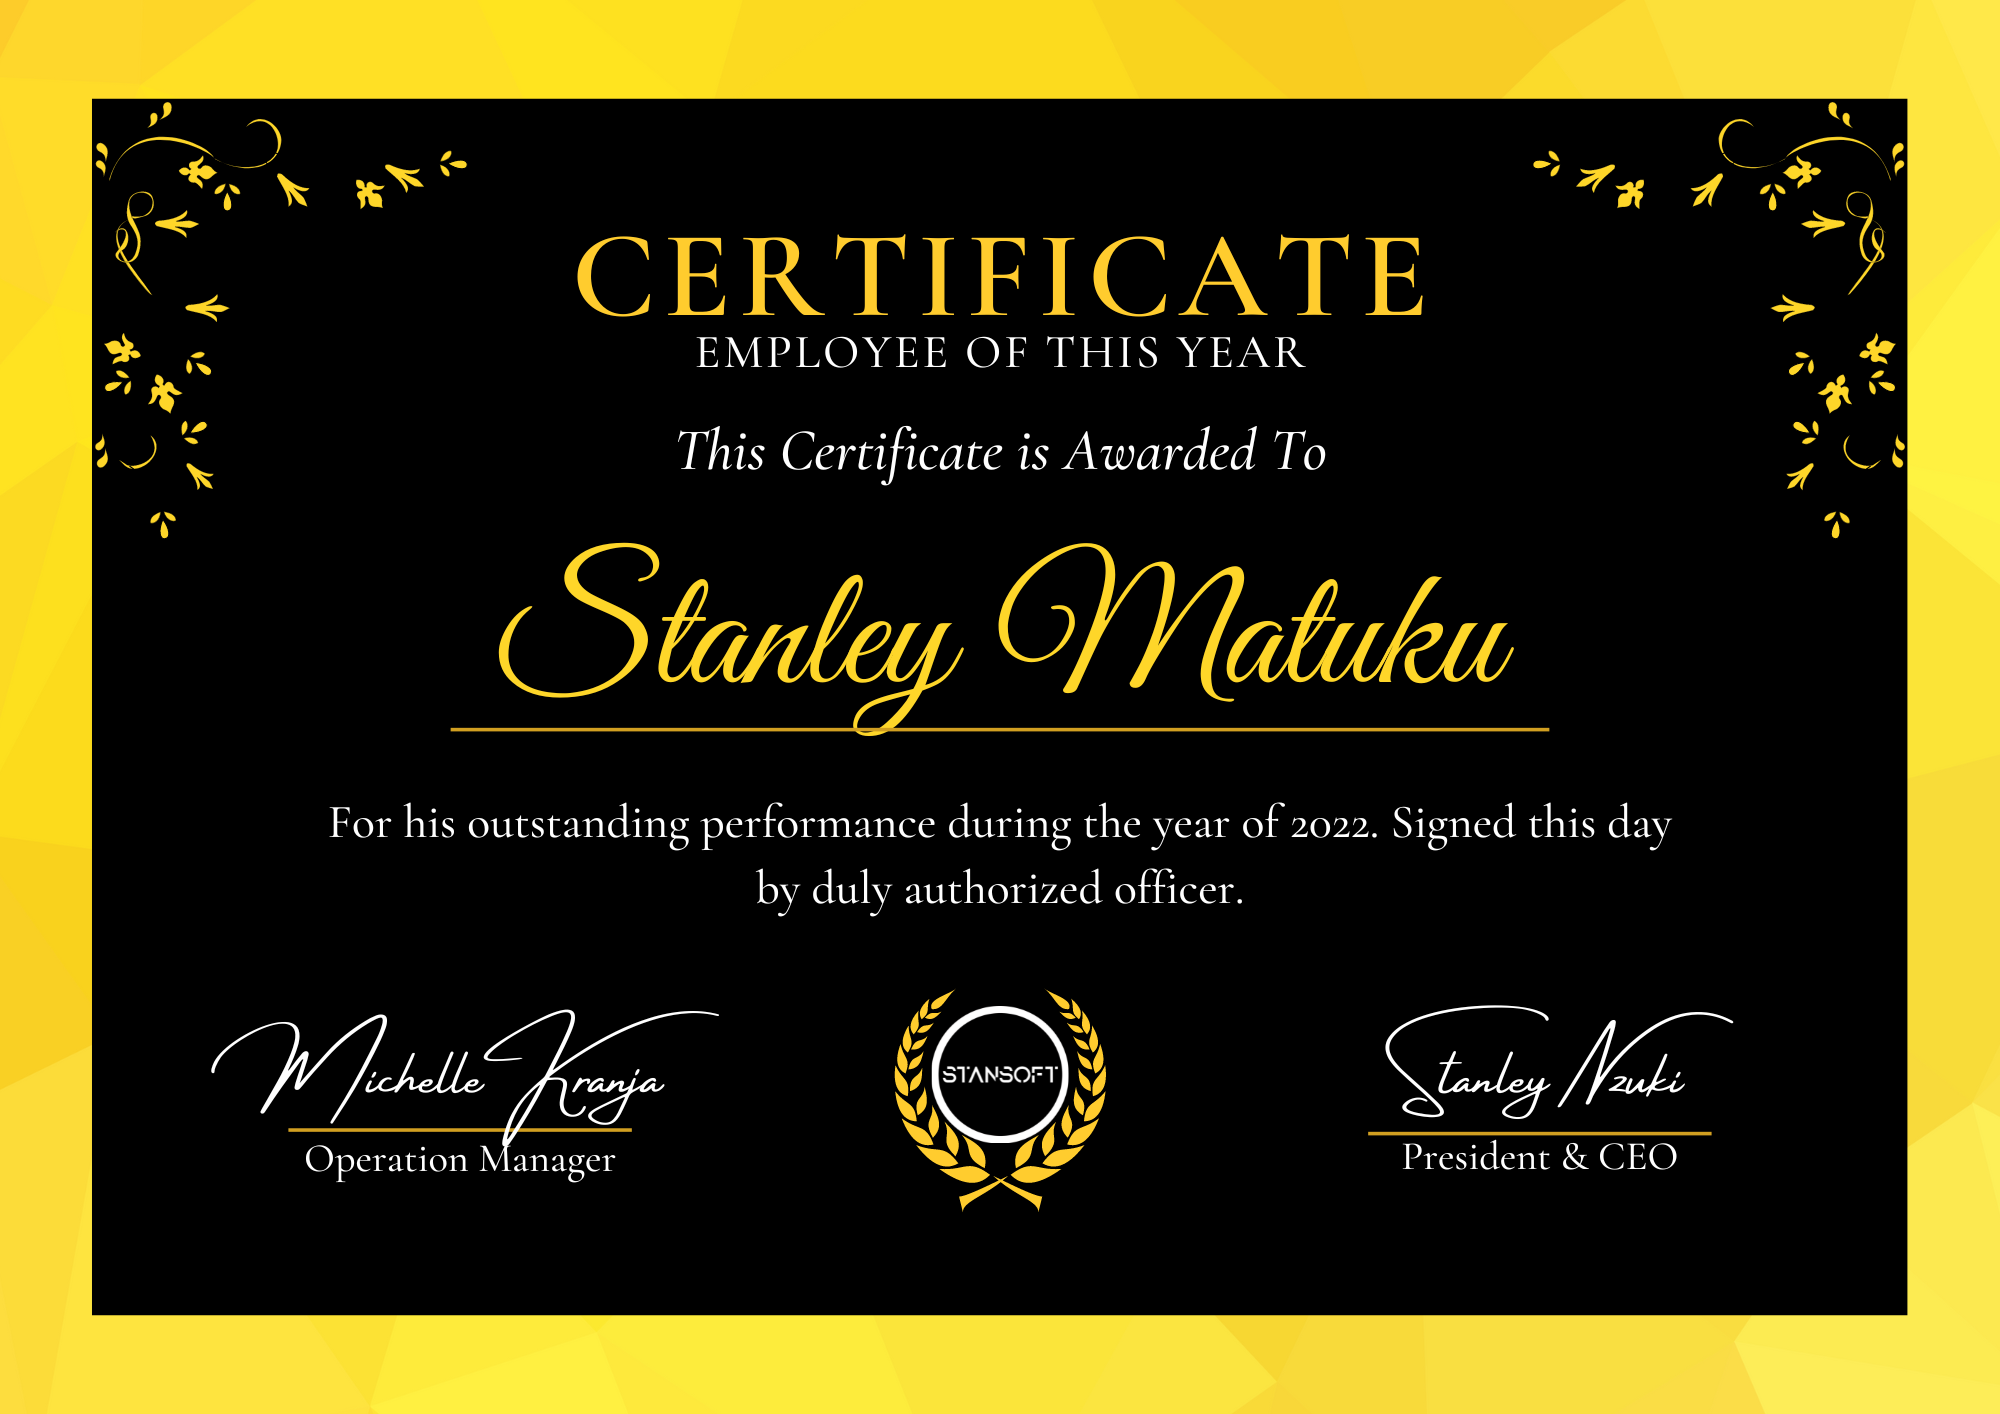 CERTIFICATE
EMPLOYEE OF THIS YEAR
This Certificate is Awarded To
Stanley Matuku
For his outstanding performance during the year of 2022. Signed this day
by duly authorized officer.
Michelle Kranja
Operation Manager
STANSOFT
Stanley Nzuki
President & CEO